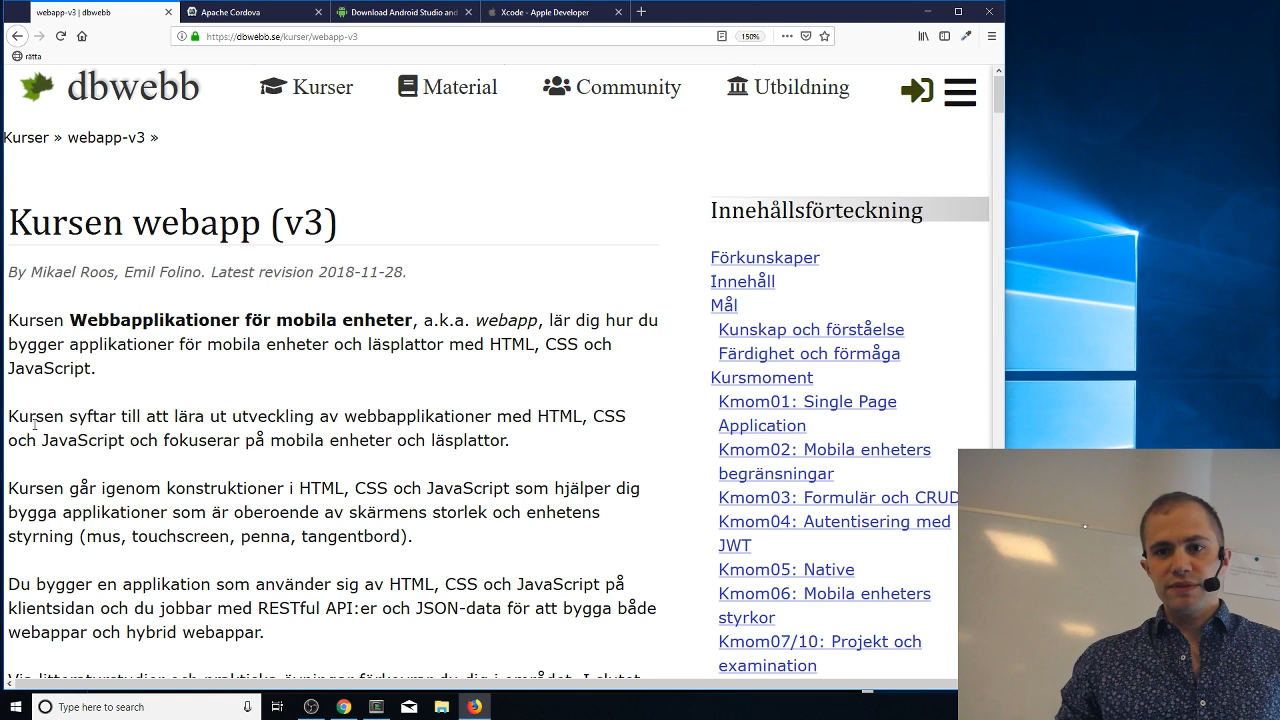 webapp-v3 | dbwebb
Apache Cordova
Download Android Studio and
Xcode - Apple Developer
https://dbwebb.se/kurser/webapp-v3
150%
rätta
dbwebb
Kurser
Material
Community
Utbildning
Kurser » webapp-v3 »
Kursen webapp (v3)
By Mikael Roos, Emil Folino. Latest revision 2018-11-28.
Kursen Webbapplikationer för mobila enheter, a.k.a. webapp, lär dig hur du
bygger applikationer för mobila enheter och läsplattor med HTML, CSS och
JavaScript.
Kursen syftar till att lära ut utveckling av webbapplikationer med HTML, CSS
och JavaScript och fokuserar på mobila enheter och läsplattor.
Kursen går igenom konstruktioner i HTML, CSS och JavaScript som hjälper dig
bygga applikationer som är oberoende av skärmens storlek och enhetens
styrning (mus, touchscreen, penna, tangentbord).
Du bygger en applikation som använder sig av HTML, CSS och JavaScript på
klientsidan och du jobbar med RESTful API:er och JSON-data för att bygga både
webappar och hybrid webappar.
Innehållsförteckning
Förkunskaper
Innehåll
Mål
Kunskap och förståelse
Färdighet och förmåga
Kursmoment
Kmom01: Single Page
Application
Kmom02: Mobila enheters
begränsningar
Kmom03: Formulär och CRUD
Kmom04: Autentisering med
JWT
Kmom05: Native
Kmom06: Mobila enheters
styrkor
Kmom07/10: Projekt och
examination
Type here to search